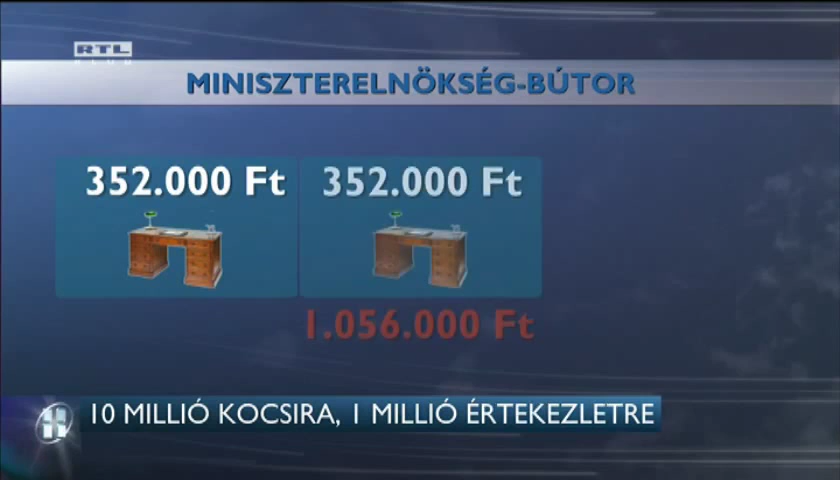 RTL
KLUB
MINISZTERELNÖKSÉG-BÚTOR
352.000 Ft 352.000 Ft
1.056.000 Ft
10 MILLIÓ KOCSIRA, 1 MILLIÓ ÉRTEKEZLETRE